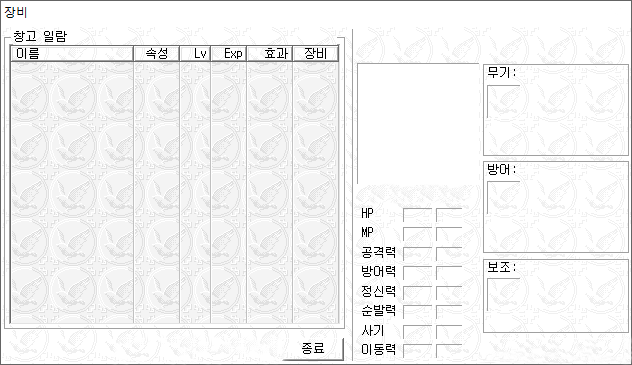 장비
창고 일람
이름 속성 Lv Exp 효과 장비
무기:
방어:
보조:
HP
MP
공격력
방어력
정신력
순발력
사기
이동력
종료